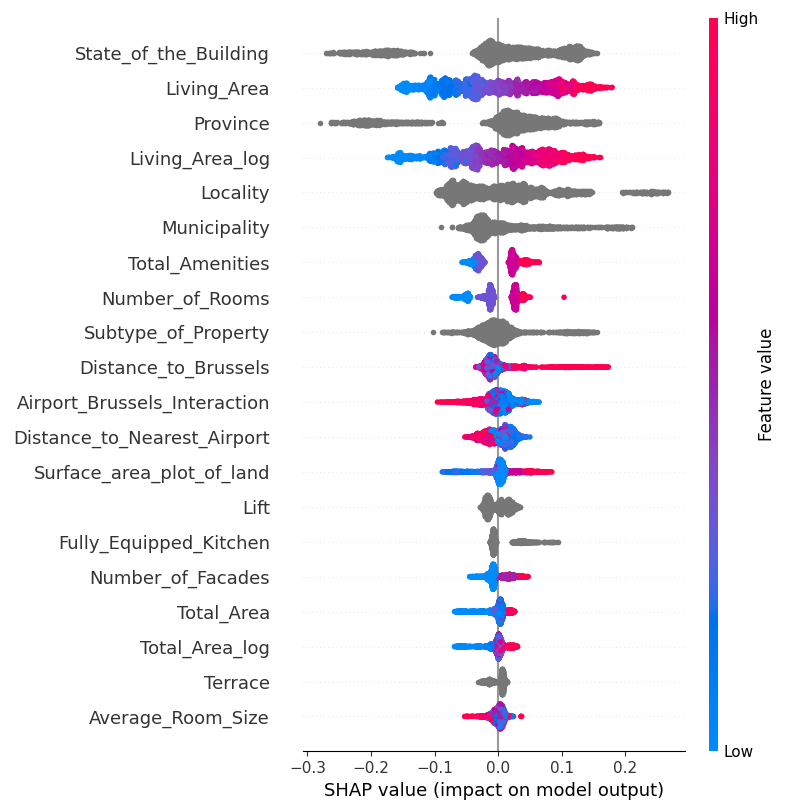 High
State_of_the_Building
Living_Area
Province
Living_Area_log
Locality
Municipality
Total_Amenities
Number_of_Rooms
Subtype_of_Property
Distance_to_Brussels
Airport_Brussels_Interaction
Distance_to_Nearest_Airport
Surface_area_plot_of_land
Lift
Fully_Equipped_Kitchen
Number_of_Facades
Total_Area
Total_Area_log
Terrace
Average_Room_Size
Feature value
Low
−0.3 −0.2 −0.1 0.0 0.1 0.2
SHAP value (impact on model output)